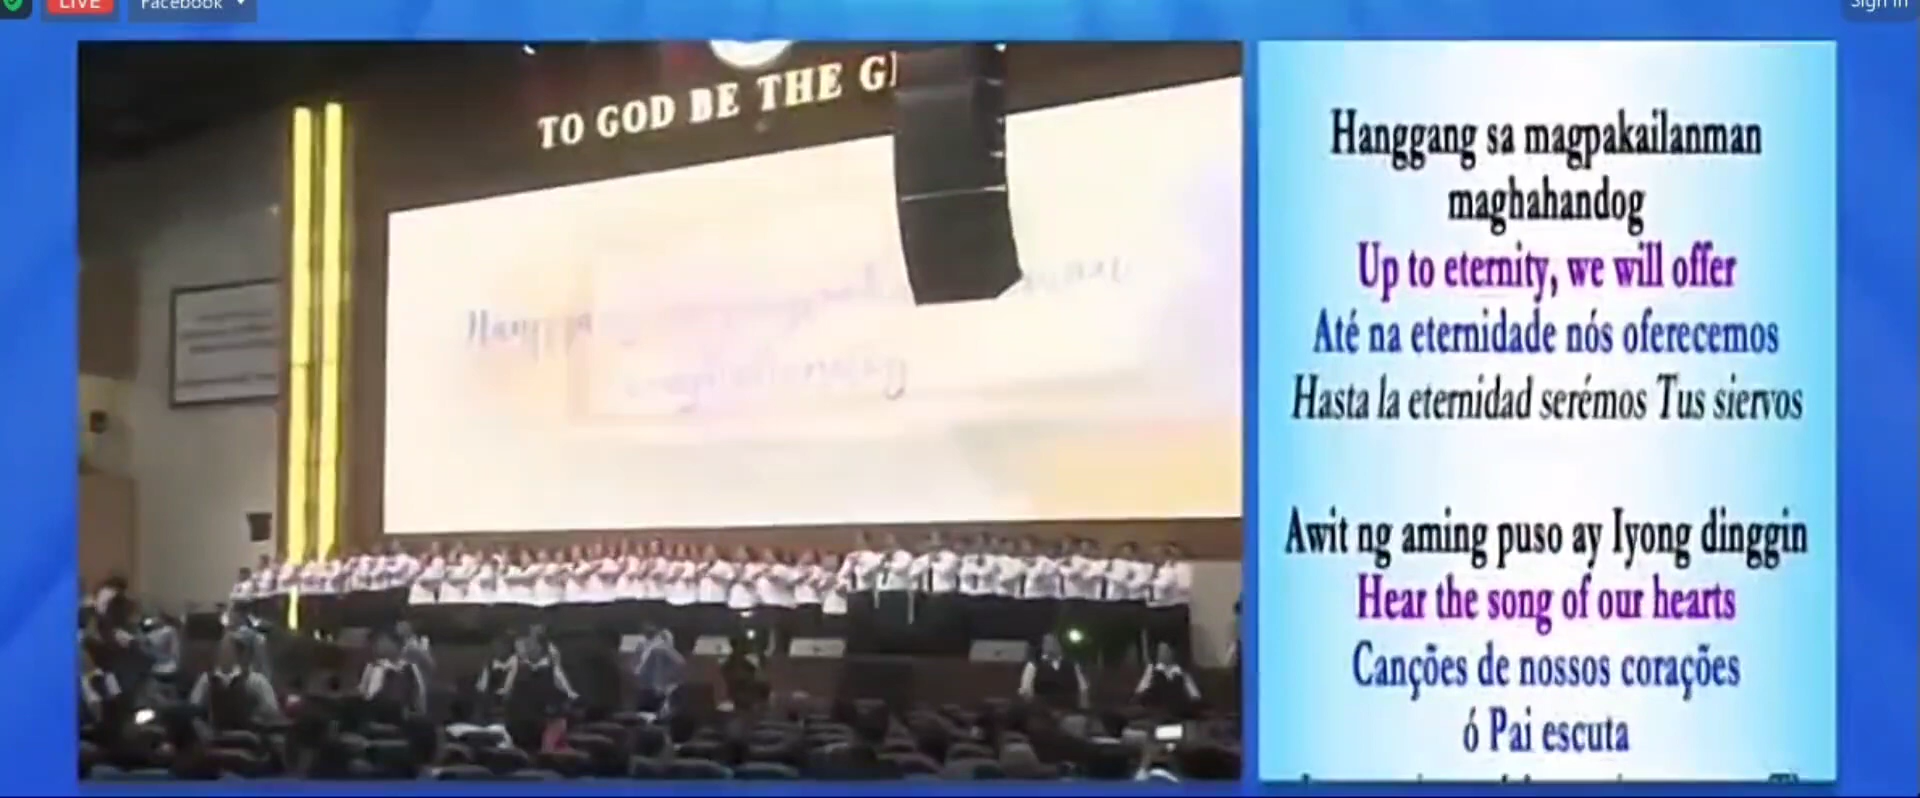 LIVE
Facebook
Sign in
TO GOD BE THE
Hanggang sa magpakailanman
maghahandog
Up to eternity, we will offer
Até na eternidade nós oferecemos
Hasta la eternidad serémos Tus siervos
Awit ng aming puso ay Iyong dinggin
Hear the song of our hearts
Canções de nossos corações
ó Pai escuta